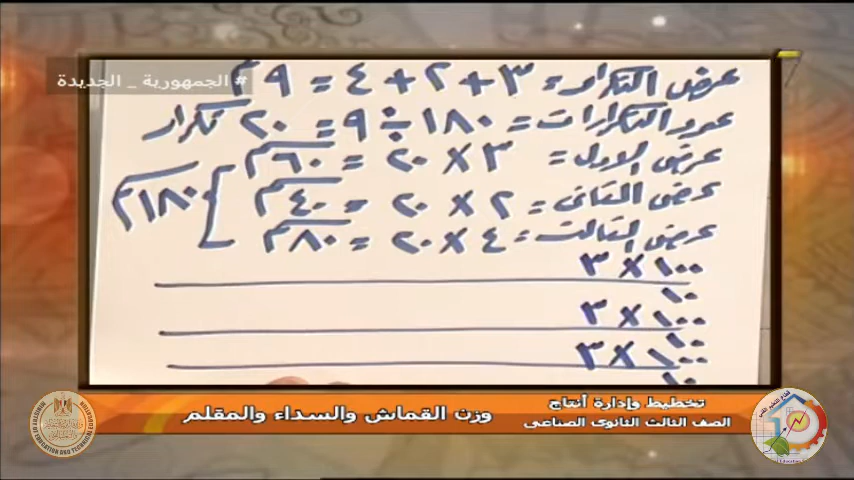 # الجمهورية _ الجديدة
عرض التكرار = ٣ + ٢ + ٤ = ٩ سم
عدد التكرارات = ١٨٠ ÷ ٩ = ٢٠ تكرار
عرض الاول = ٣ × ٢٠ = ٦٠ سم
عرض الثانى = ٢ × ٢٠ = ٤٠ سم
١٨٠ سم
عرض الثالث = ٤ × ٢٠ = ٨٠ سم
١٠٠ × ٣
١٠٠ × ٣
١٠٠ × ٣
تخطيط وإدارة أنتاج
الصف الثالث الثانوى الصناعى
وزن القماش والسداء والمقلم